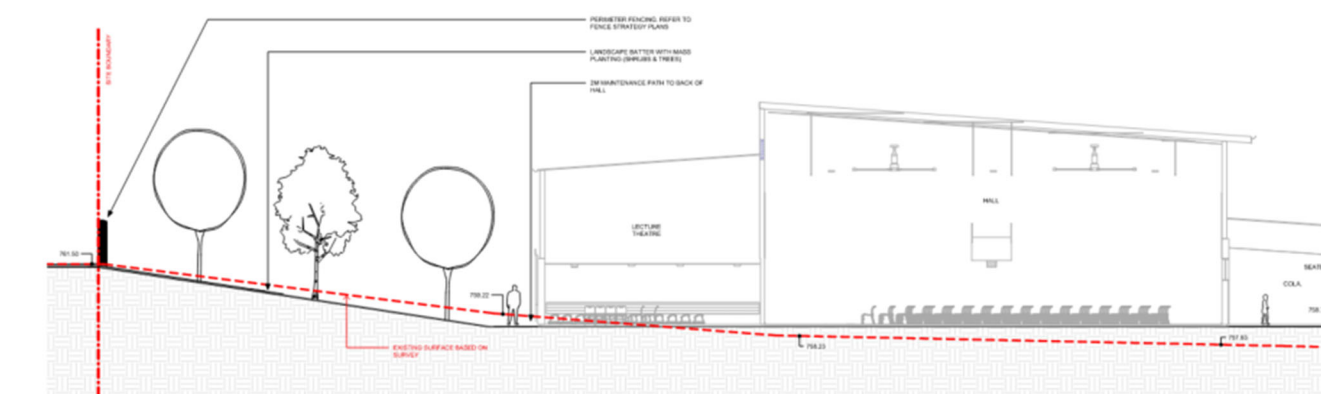 PERIMETER FENCING. REFER TO
FENCE STRATEGY PLANS
SITE BOUNDARY
LANDSCAPE BATTER WITH MASS
PLANTING (SHRUBS & TREES)
2M MAINTENANCE PATH TO BACK OF
HALL
HALL
LECTURE
THEATRE
761.50
COLA
759.22
758.23
757.93
EXISTING SURFACE BASED ON
SURVEY